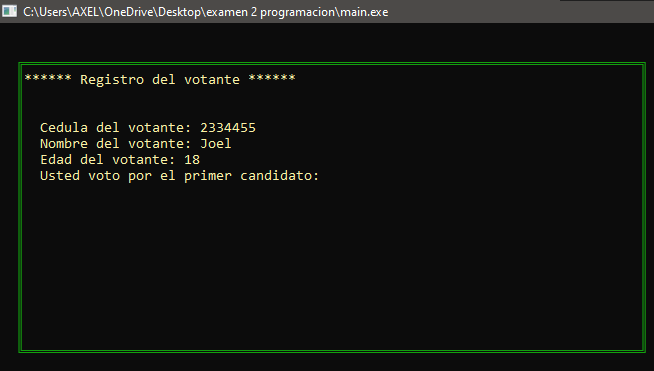 C:\Users\AXEL\OneDrive\Desktop\examen 2 programacion\main.exe
****** Registro del votante ******
Cedula del votante: 2334455
Nombre del votante: Joel
Edad del votante: 18
Usted voto por el primer candidato: